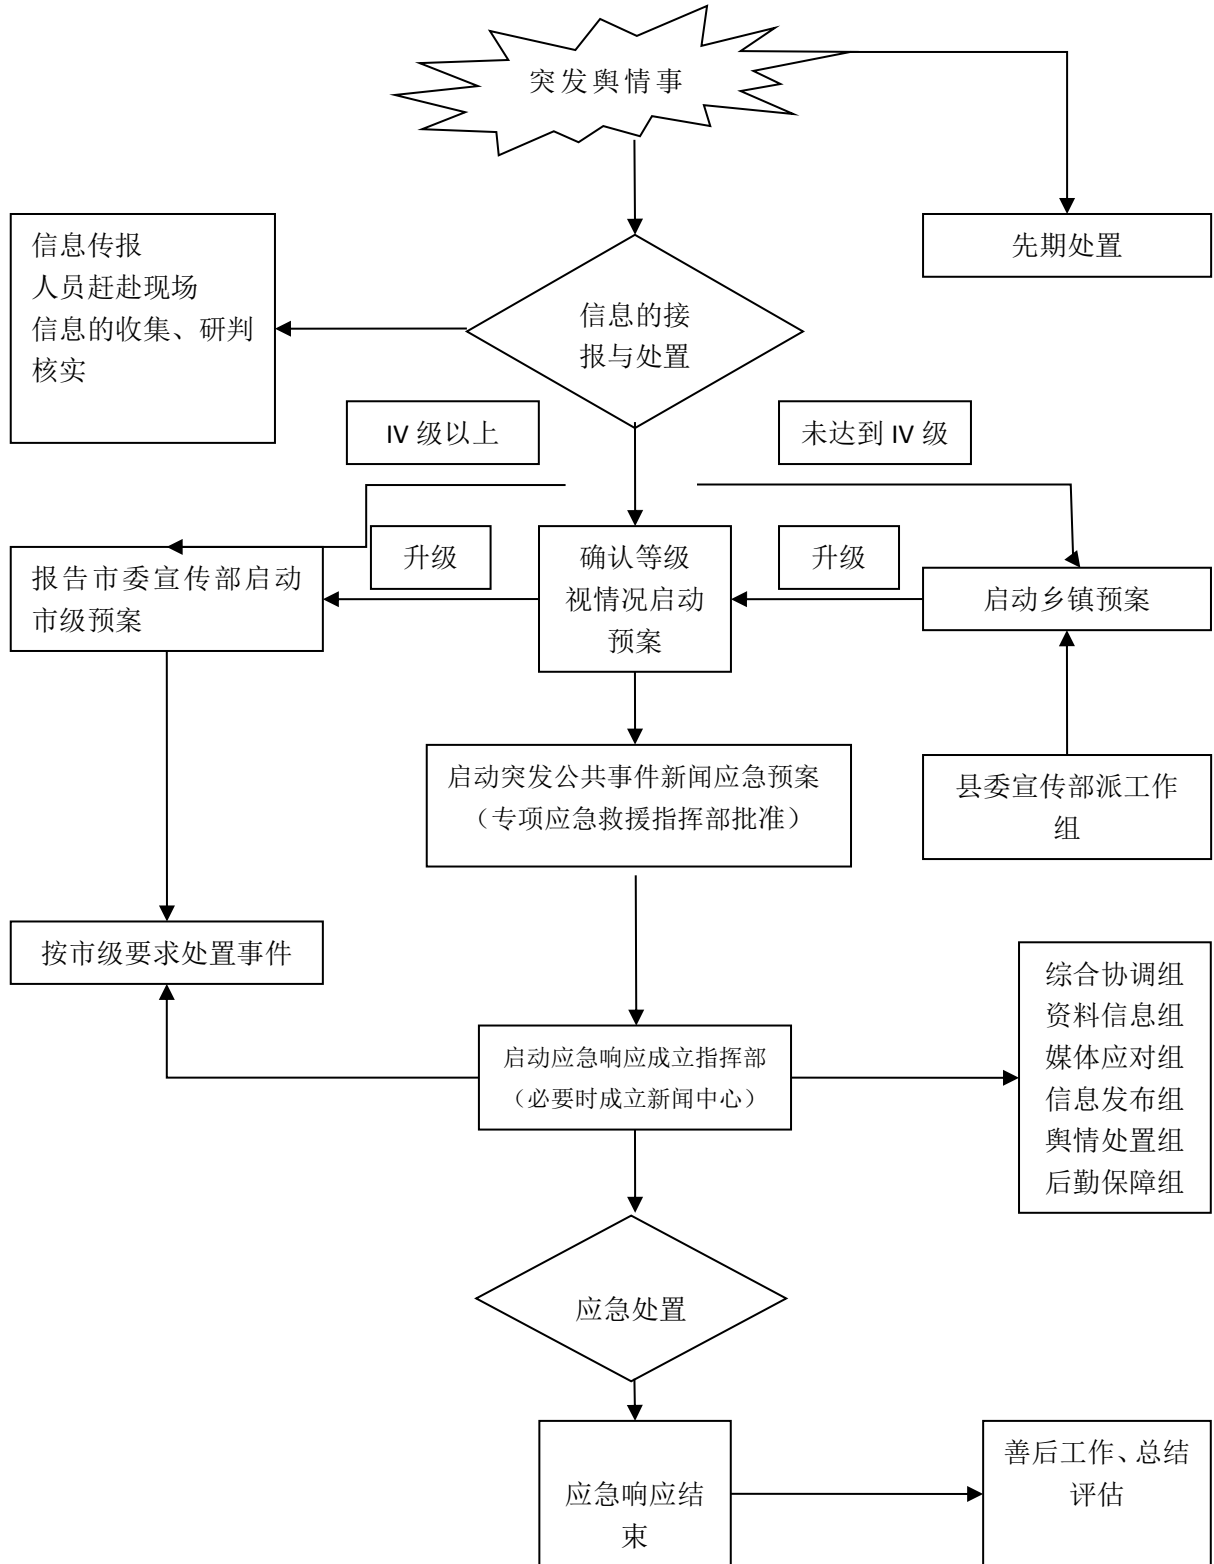 突发舆情事
信息传报
人员赶赴现场
信息的收集、研判
核实
先期处置
信息的接
报与处置
IV 级以上
未达到 IV 级
升级
升级
报告市委宣传部启动
市级预案
确认等级
视情况启动
预案
启动乡镇预案
启动突发公共事件新闻应急预案
（专项应急救援指挥部批准）
县委宣传部派工作
组
按市级要求处置事件
综合协调组
资料信息组
媒体应对组
信息发布组
舆情处置组
后勤保障组
启动应急响应成立指挥部
（必要时成立新闻中心）
应急处置
应急响应结
束
善后工作、总结
评估